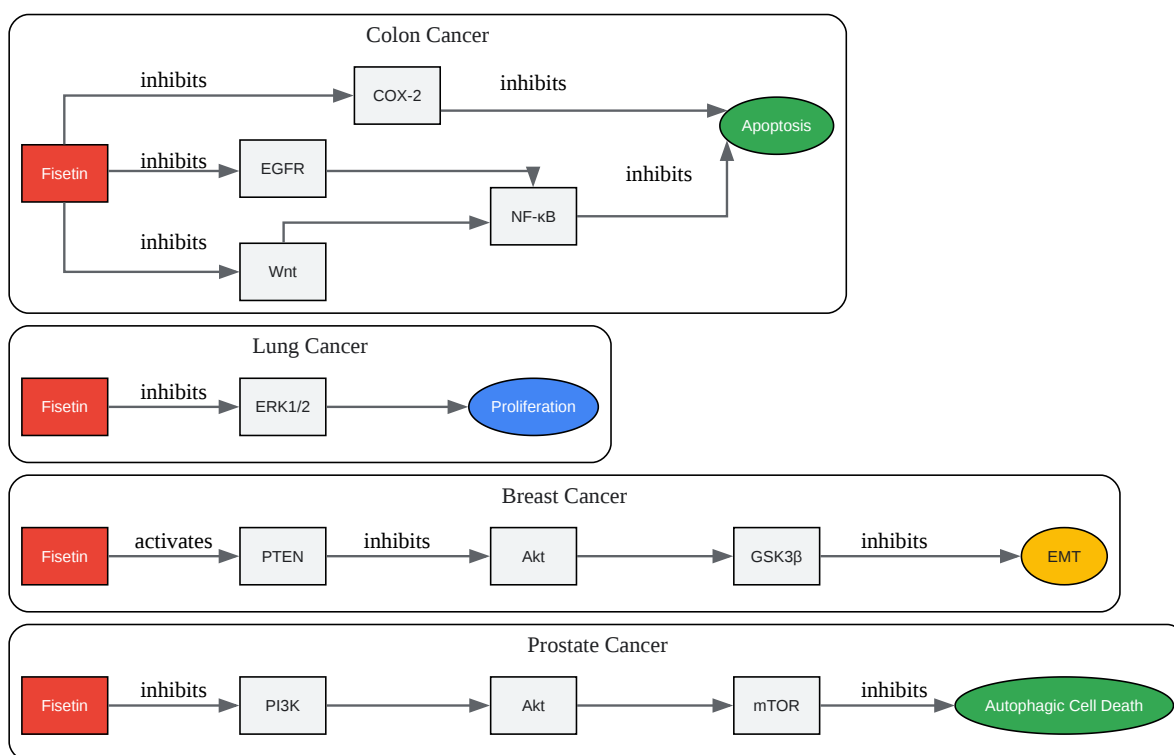 Colon Cancer
inhibits
COX-2
inhibits
Apoptosis
Fisetin
inhibits
EGFR
inhibits
NF-κB
inhibits
Wnt
Lung Cancer
Fisetin
inhibits
ERK1/2
Proliferation
Breast Cancer
Fisetin
activates
PTEN
inhibits
Akt
GSK3β
inhibits
EMT
Prostate Cancer
Fisetin
inhibits
PI3K
Akt
mTOR
inhibits
Autophagic Cell Death